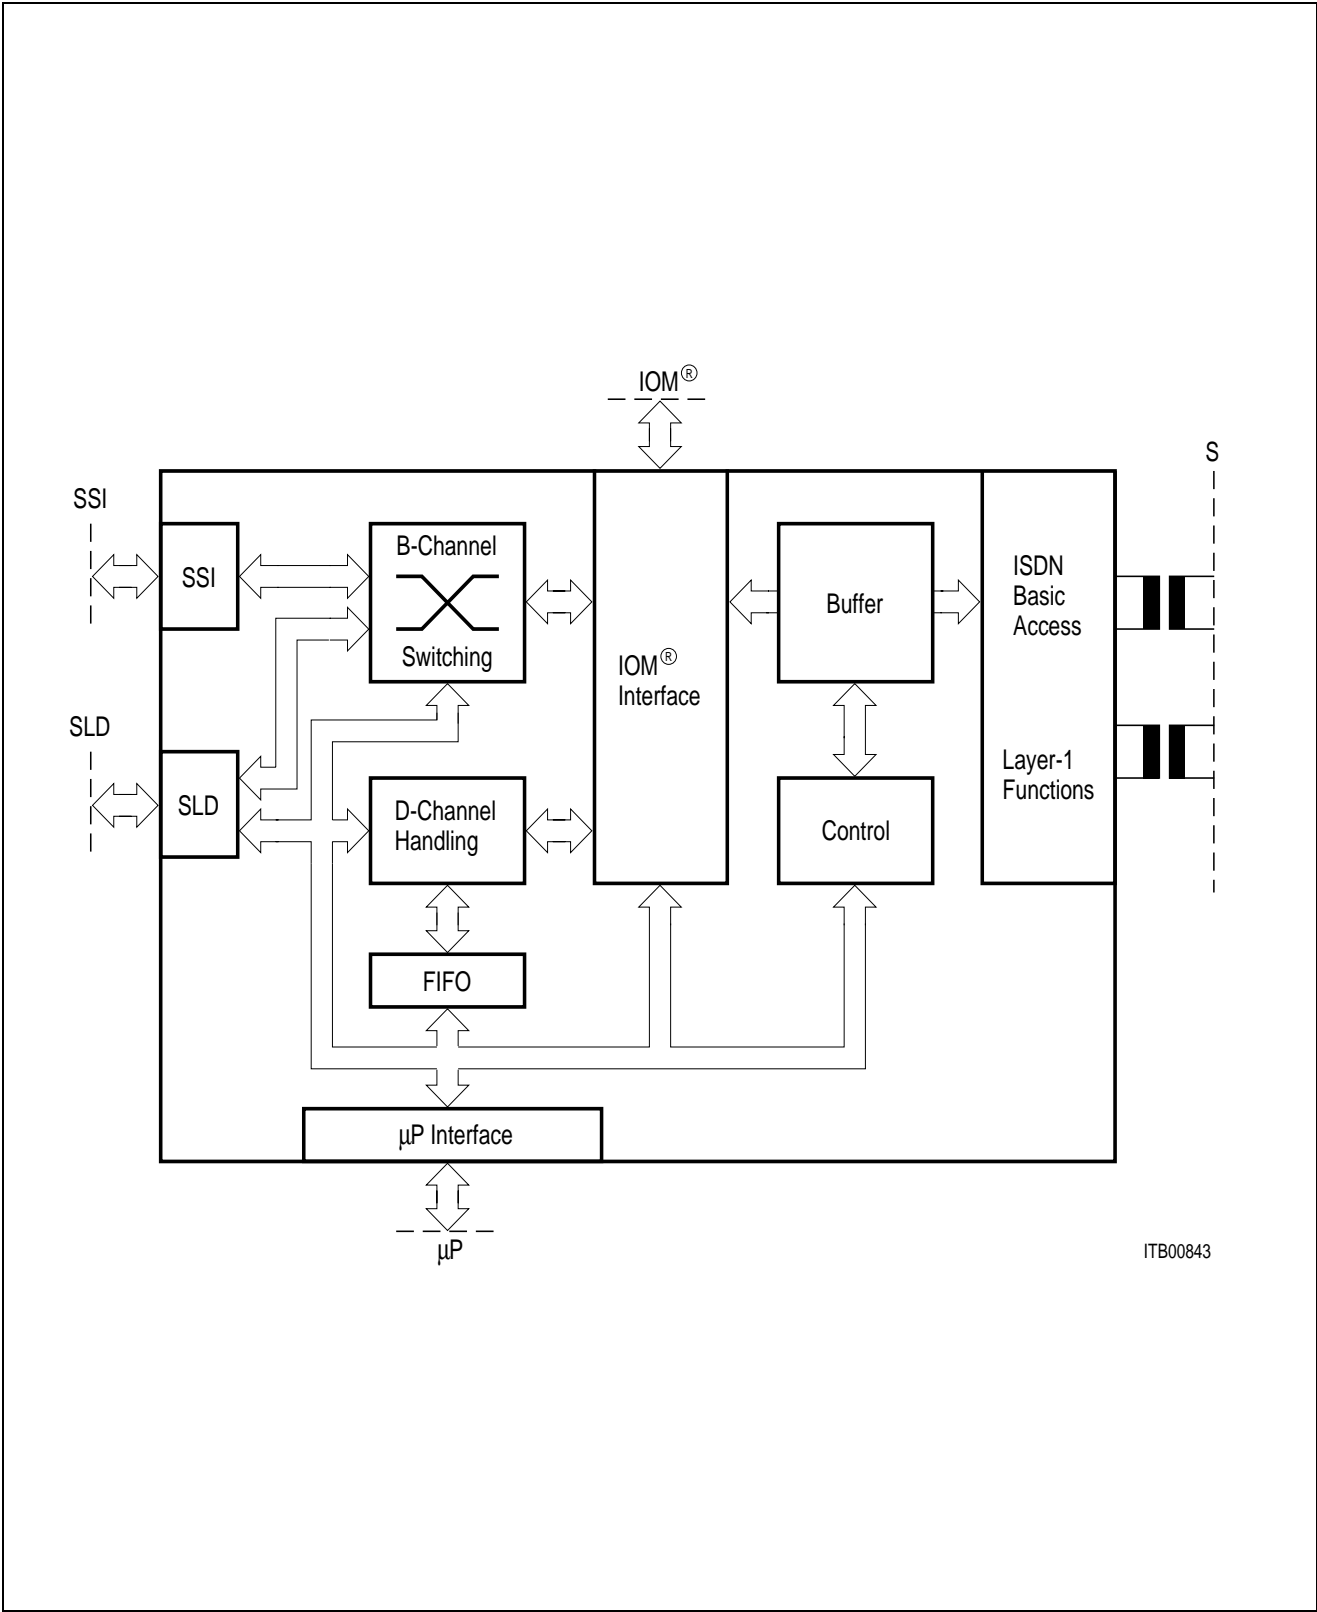 IOM®
S
SSI
SSI
B-Channel
Switching
IOM®
Interface
Buffer
ISDN
Basic
Access
SLD
SLD
D-Channel
Handling
Control
Layer-1
Functions
FIFO
µP Interface
µP
ITB00843